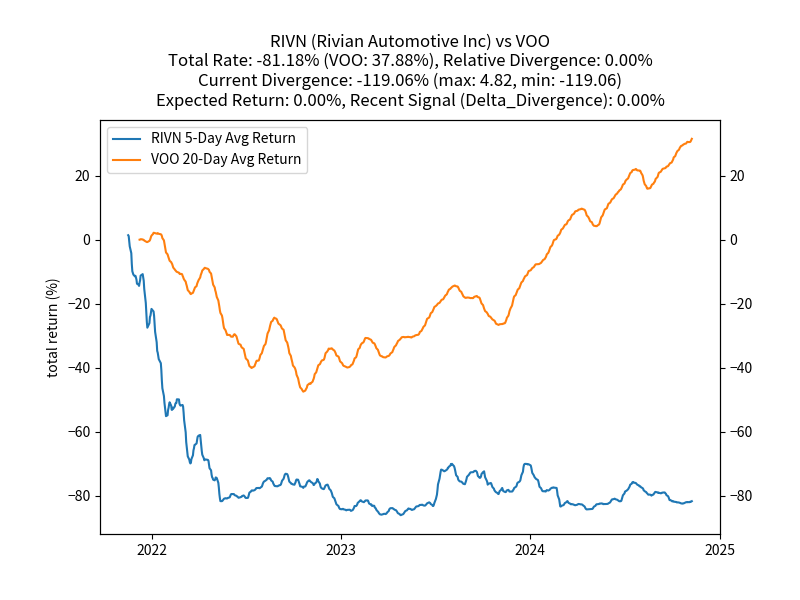 RIVN (Rivian Automotive Inc) vs VOO
Total Rate: -81.18% (VOO: 37.88%), Relative Divergence: 0.00%
Current Divergence: -119.06% (max: 4.82, min: -119.06)
Expected Return: 0.00%, Recent Signal (Delta_Divergence): 0.00%
RIVN 5-Day Avg Return
VOO 20-Day Avg Return
total return (%)
20
0
−20
−40
−60
−80
20
0
−20
−40
−60
−80
2022
2023
2024
2025